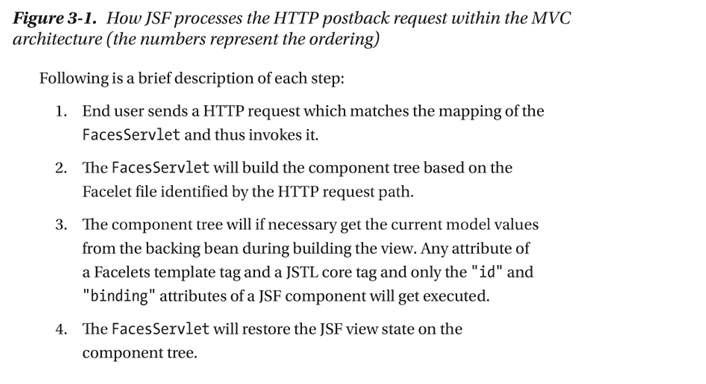 Figure 3-1. How JSF processes the HTTP postback request within the MVC
architecture (the numbers represent the ordering)
Following is a brief description of each step:
1. End user sends a HTTP request which matches the mapping of the
FacesServlet and thus invokes it.
2. The FacesServlet will build the component tree based on the
Facelet file identified by the HTTP request path.
3. The component tree will if necessary get the current model values
from the backing bean during building the view. Any attribute of
a Facelets template tag and a JSTL core tag and only the "id" and
"binding" attributes of a JSF component will get executed.
4. The FacesServlet will restore the JSF view state on the
component tree.